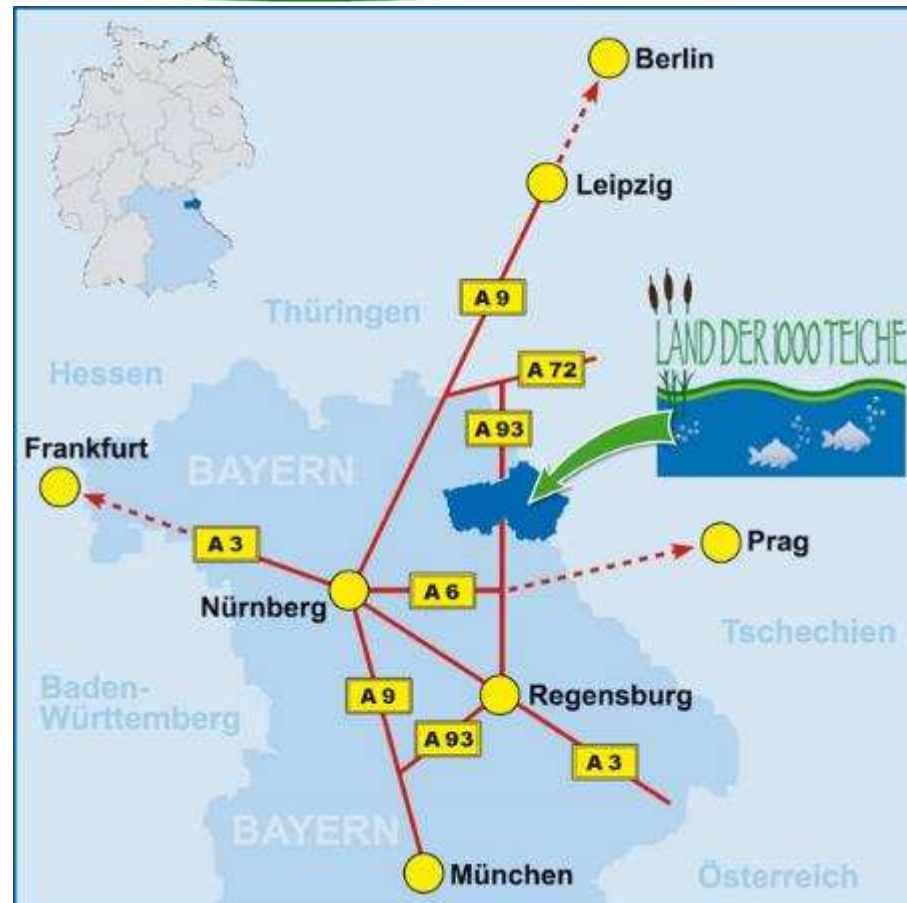 Berlin
Leipzig
A 9
Thüringen
LAND DER 1000 TEICHE
Hessen
A 72
A 93
Frankfurt
BAYERN
A 3
Prag
A 6
Nürnberg
Tschechien
Baden-
Württemberg
A 9
Regensburg
A 93
A 3
BAYERN
München
Österreich